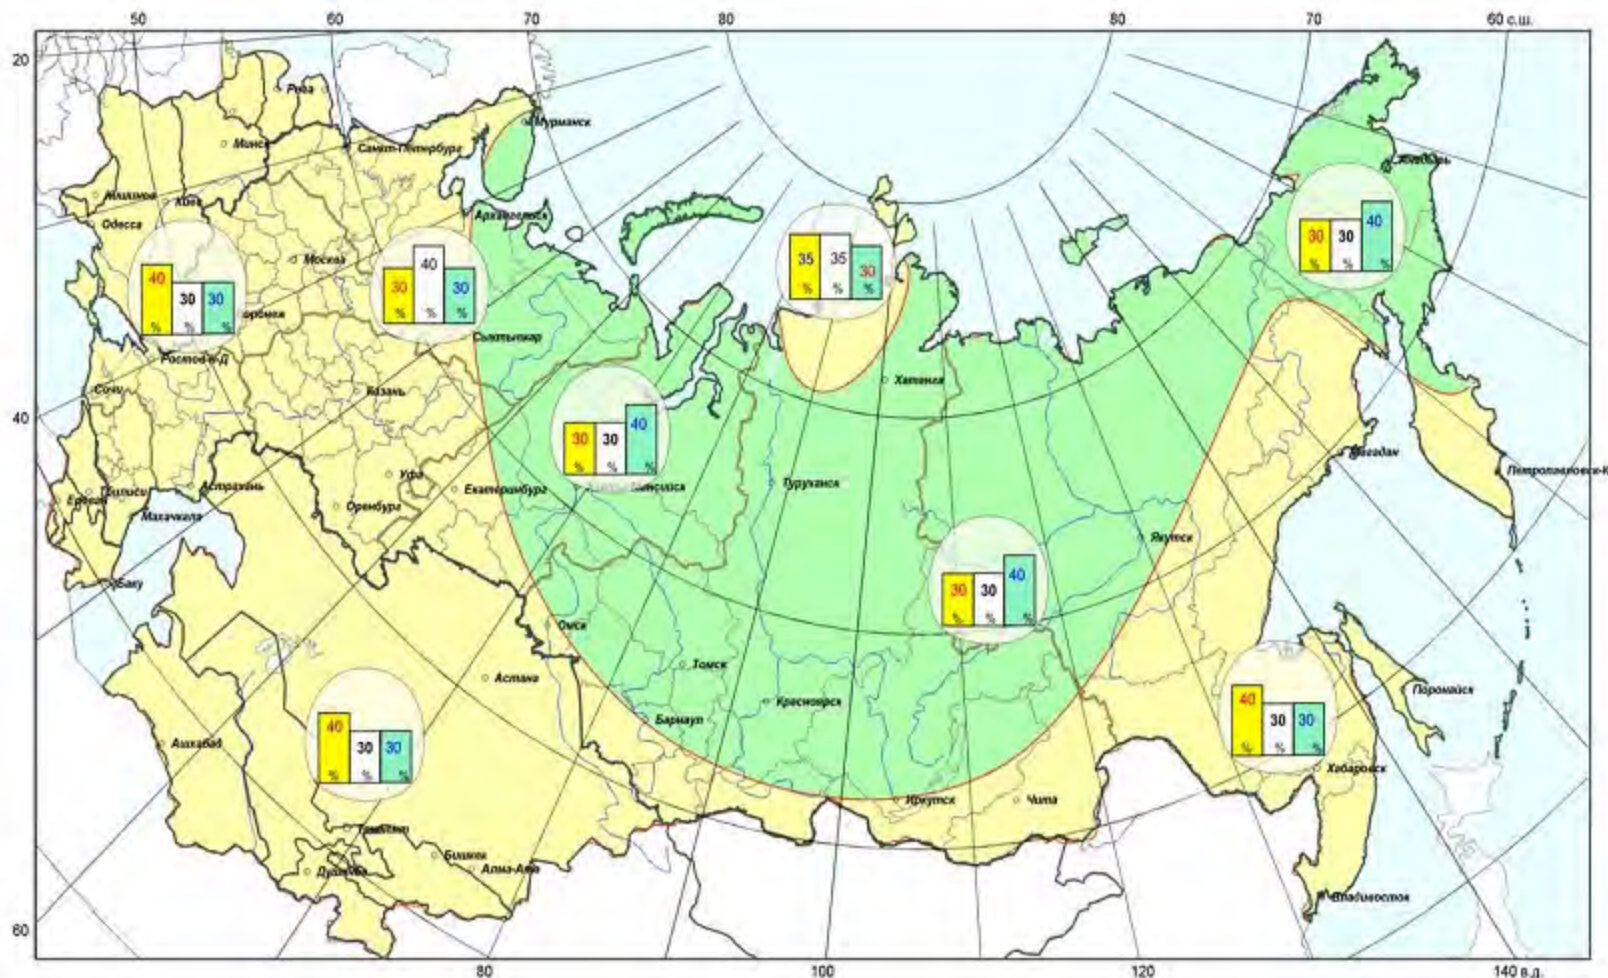 50 60 70 80 80 70 60 с.ш.
20
Рига
Мурманск
Минск
Санкт-Петербург
Анадырь
Кишинев
Киев
Архангельск
Одесса
Москва
40 30 30
% % %
30 40 30
% % %
35 35 30
% % %
30 30 40
% % %
Сыктывкар
Ростов-н-Д
Хатанга
Сочи
Казань
40
30 30 40
% % %
Магадан
Уфа
Туруханск
Тбилиси
Астрахань
Екатеринбург
Ереван
Оренбург
Махачкала
Якутск
Баку
30 30 40
% % %
Омск
Томск
Астана
Поронайск
Красноярск
Барнаул
40 30 30
% % %
40 30 30
% % %
Ашхабад
Хабаровск
Иркутск
Чита
Ташкент
Бишкек
Душанбе
Алма-Ата
Владивосток
60
80 100 120 140 в.д.